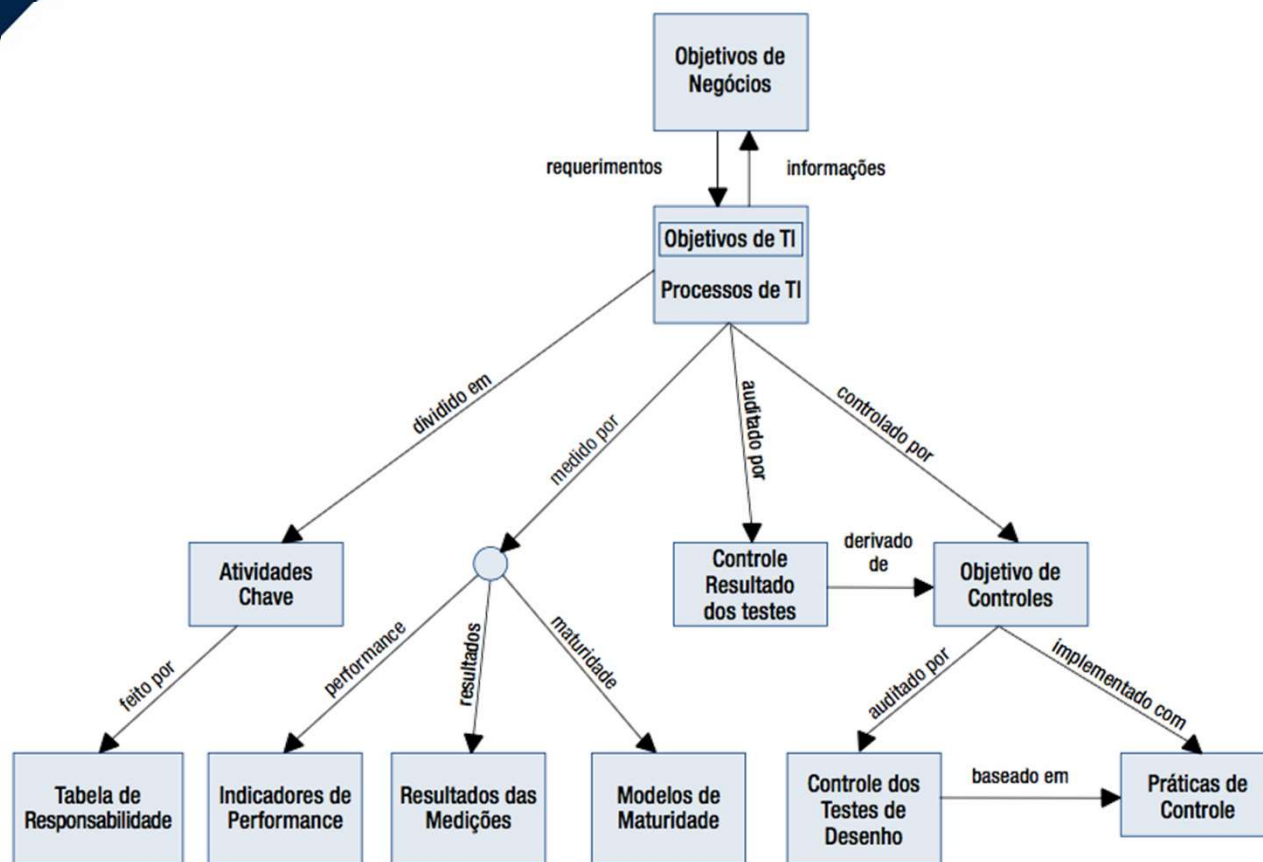 Objetivos de
Negócios
requerimentos
informações
Objetivos de TI
Processos de TI
dividido em
medido por
auditado por
controlado por
Atividades
Chave
Controle
Resultado
dos testes
derivado
de
Objetivo de
Controles
feito por
performance
resultados
maturidade
auditado por
implementado com
Tabela de
Responsabilidade
Indicadores de
Performance
Resultados das
Medições
Modelos de
Maturidade
Controle dos
Testes de
Desenho
baseado em
Práticas de
Controle